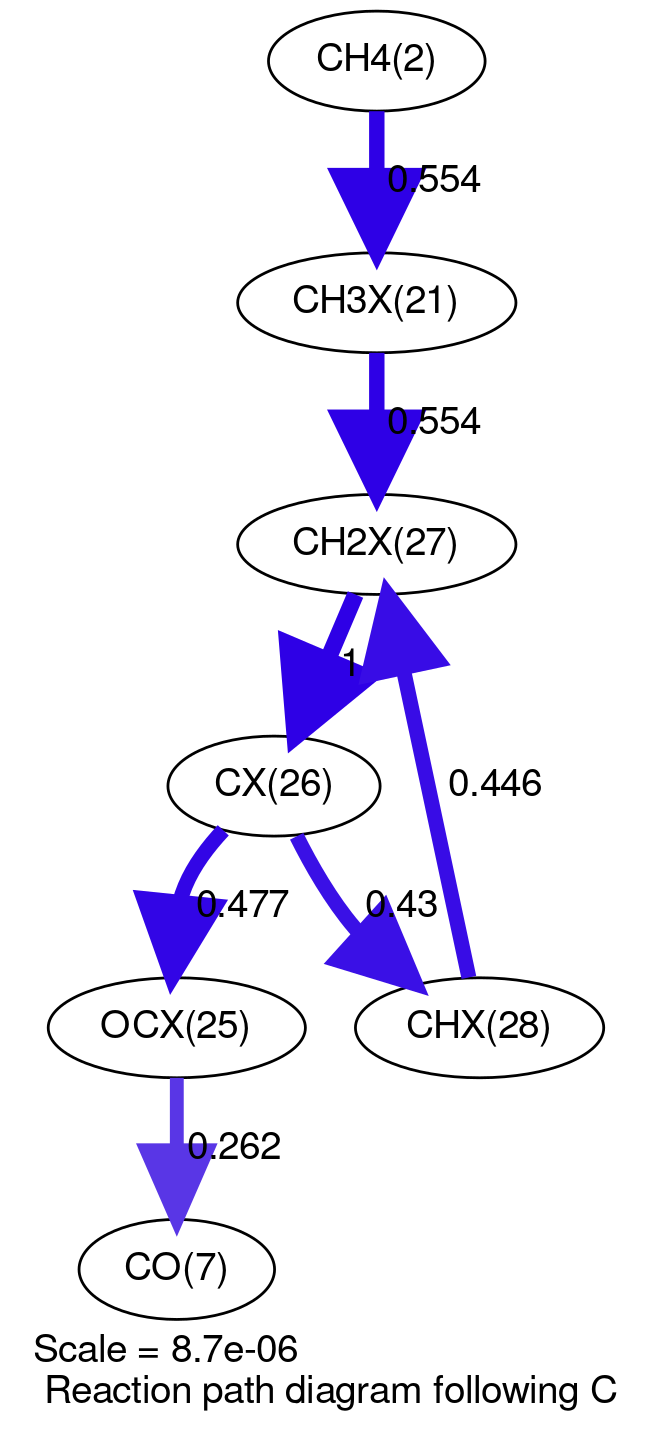 CH4(2)
0.554
CH3X(21)
0.554
CH2X(27)
1
CX(26)
0.446
0.477
0.43
OCX(25)
CHX(28)
0.262
CO(7)
Scale = 8.7e-06
Reaction path diagram following C